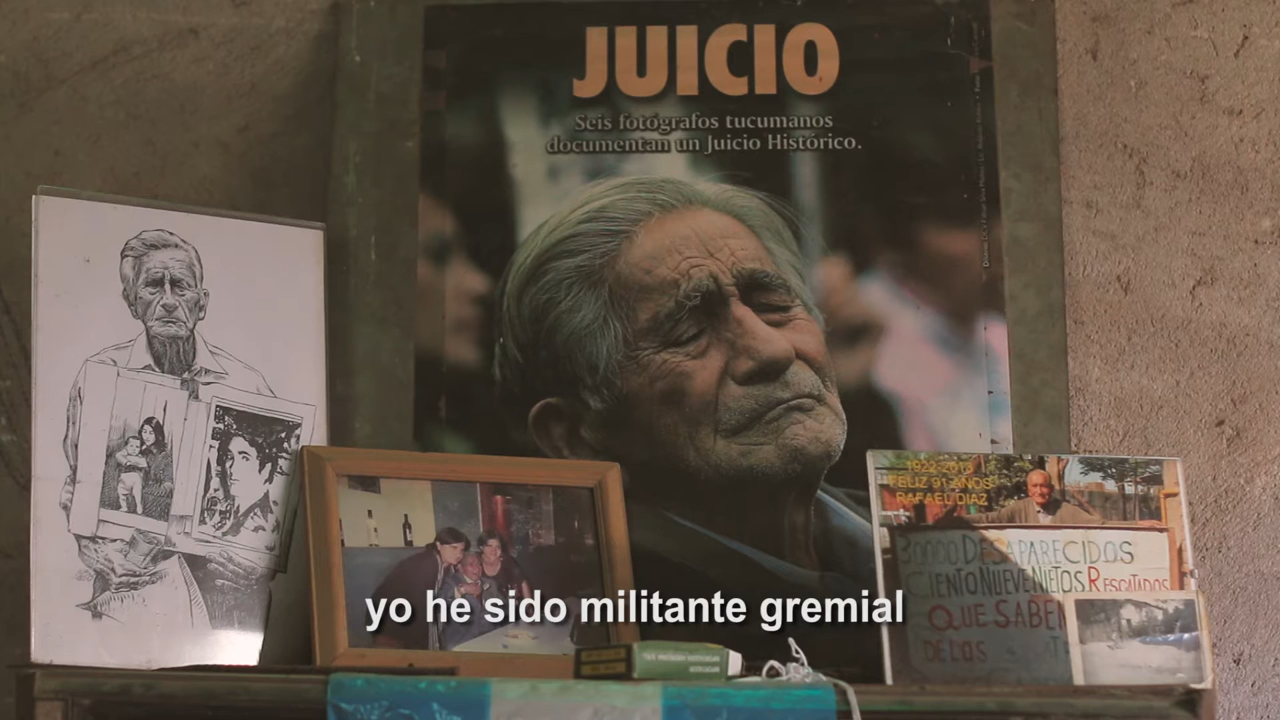 JUICIO
Seis fotógrafos tucumanos
documentan un Juicio Histórico.
1922-2013
FELIZ 91 AÑOS
RAFAEL DIAZ
30000 DESAPARECIDOS
CIENTO NUEVE NIETOS RESCATADOS
QUE SABEN
DE LOS
yo he sido militante gremial